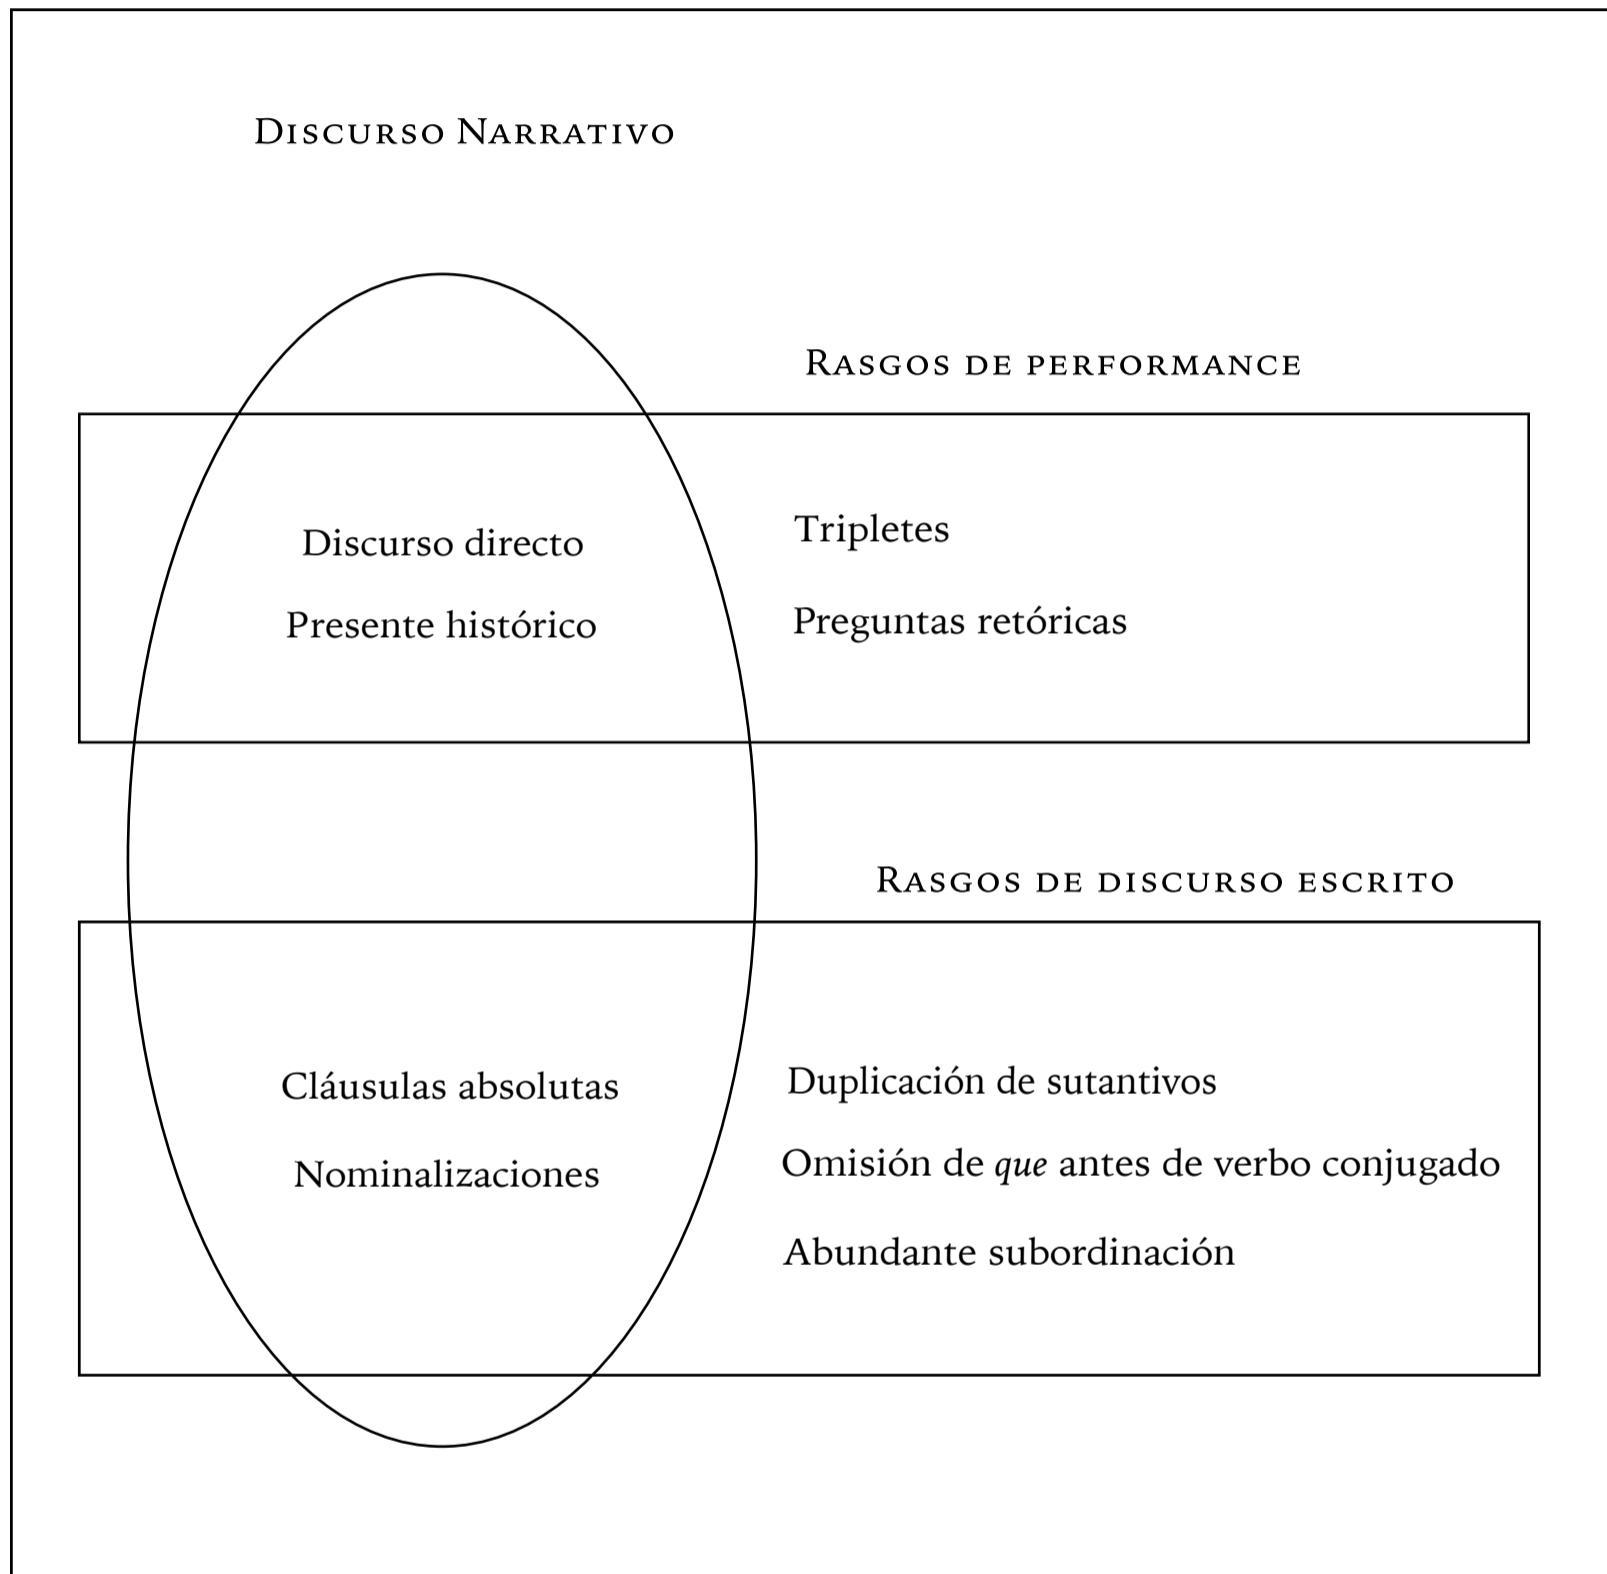 Discurso Narrativo
Rasgos de performance
Discurso directo
Presente histórico
Tripletes
Preguntas retóricas
Rasgos de discurso escrito
Cláusulas absolutas
Nominalizaciones
Duplicación de sutantivos
Omisión de que antes de verbo conjugado
Abundante subordinación